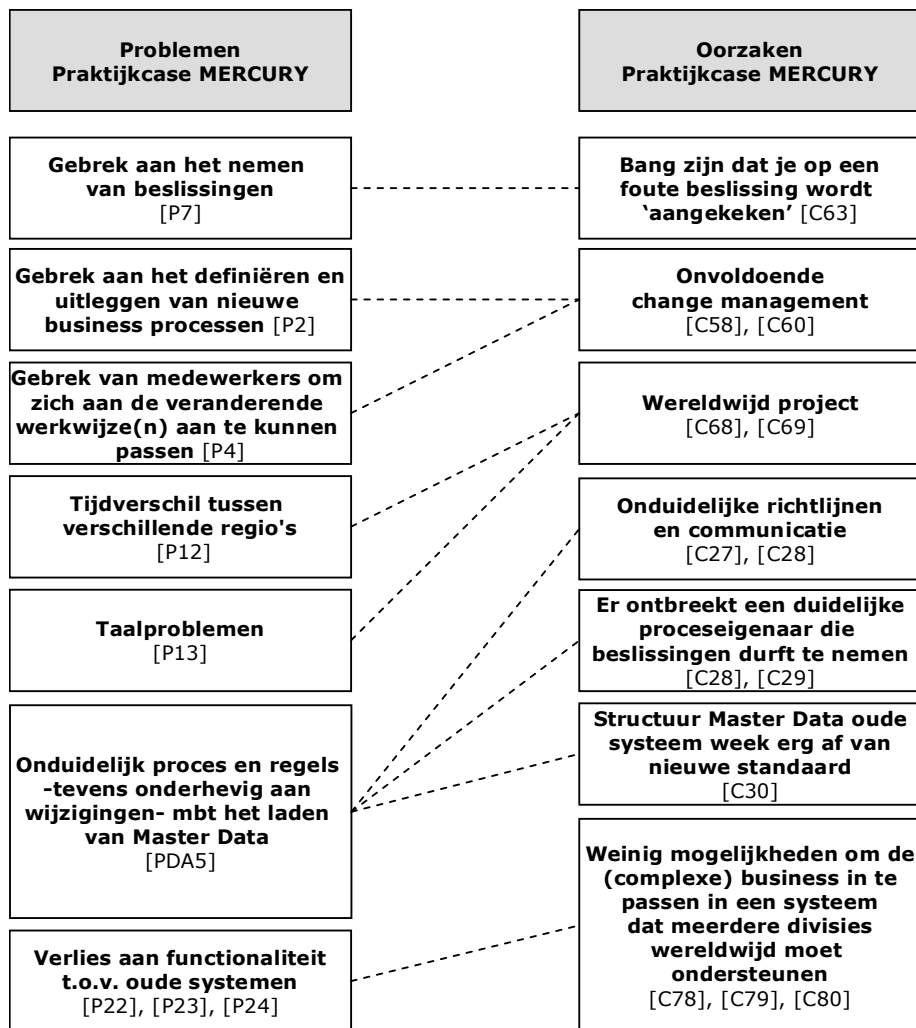 Problemen
Praktijkcase MERCURY
Gebrek aan het nemen
van beslissingen
[P7]
Gebrek aan het definiëren en
uitleggen van nieuwe
business processen [P2]
Gebrek van medewerkers om
zich aan de veranderende
werkwijze(n) aan te kunnen
passen [P4]
Tijdverschil tussen
verschillende regio's
[P12]
Taalproblemen
[P13]
Onduidelijk proces en regels
-tevens onderhevig aan
wijzigingen- mbt het laden
van Master Data
[PDA5]
Verlies aan functionaliteit
t.o.v. oude systemen
[P22], [P23], [P24]
Oorzaken
Praktijkcase MERCURY
Bang zijn dat je op een
foute beslissing wordt
‘aangekeken’ [C63]
Onvoldoende
change management
[C58], [C60]
Wereldwijd project
[C68], [C69]
Onduidelijke richtlijnen
en communicatie
[C27], [C28]
Er ontbreekt een duidelijke
proceseigenaar die
beslissingen durft te nemen
[C28], [C29]
Structuur Master Data oude
systeem week erg af van
nieuwe standaard
[C30]
Weinig mogelijkheden om de
(complexe) business in te
passen in een systeem
dat meerdere divisies
wereldwijd moet
ondersteunen
[C78], [C79], [C80]